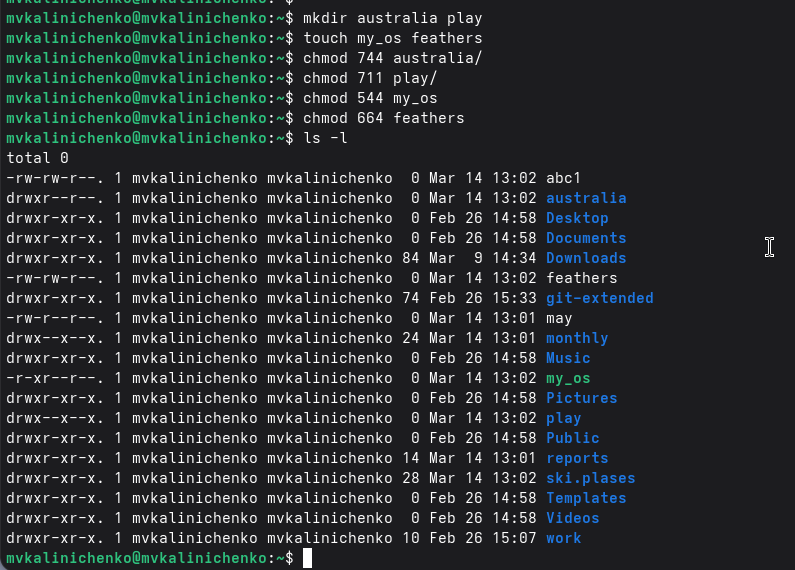 mvkalinichenko@mvkalinichenko:~$ mkdir australia play
mvkalinichenko@mvkalinichenko:~$ touch my_os feathers
mvkalinichenko@mvkalinichenko:~$ chmod 744 australia/
mvkalinichenko@mvkalinichenko:~$ chmod 711 play/
mvkalinichenko@mvkalinichenko:~$ chmod 544 my_os
mvkalinichenko@mvkalinichenko:~$ chmod 664 feathers
mvkalinichenko@mvkalinichenko:~$ ls -l
total 0
-rw-rw-r--. 1 mvkalinichenko mvkalinichenko  0 Mar 14 13:02 abc1
drwxr--r--. 1 mvkalinichenko mvkalinichenko  0 Mar 14 13:02 australia
drwxr-xr-x. 1 mvkalinichenko mvkalinichenko  0 Feb 26 14:58 Desktop
drwxr-xr-x. 1 mvkalinichenko mvkalinichenko  0 Feb 26 14:58 Documents
drwxr-xr-x. 1 mvkalinichenko mvkalinichenko 84 Mar  9 14:34 Downloads
-rw-rw-r--. 1 mvkalinichenko mvkalinichenko  0 Mar 14 13:02 feathers
drwxr-xr-x. 1 mvkalinichenko mvkalinichenko 74 Feb 26 15:33 git-extended
-rw-r--r--. 1 mvkalinichenko mvkalinichenko  0 Mar 14 13:01 may
drwx--x--x. 1 mvkalinichenko mvkalinichenko 24 Mar 14 13:01 monthly
drwxr-xr-x. 1 mvkalinichenko mvkalinichenko  0 Feb 26 14:58 Music
-r-xr--r--. 1 mvkalinichenko mvkalinichenko  0 Mar 14 13:02 my_os
drwxr-xr-x. 1 mvkalinichenko mvkalinichenko  0 Feb 26 14:58 Pictures
drwx--x--x. 1 mvkalinichenko mvkalinichenko  0 Mar 14 13:02 play
drwxr-xr-x. 1 mvkalinichenko mvkalinichenko  0 Feb 26 14:58 Public
drwxr-xr-x. 1 mvkalinichenko mvkalinichenko 14 Mar 14 13:01 reports
drwxr-xr-x. 1 mvkalinichenko mvkalinichenko 28 Mar 14 13:02 ski.plases
drwxr-xr-x. 1 mvkalinichenko mvkalinichenko  0 Feb 26 14:58 Templates
drwxr-xr-x. 1 mvkalinichenko mvkalinichenko  0 Feb 26 14:58 Videos
drwxr-xr-x. 1 mvkalinichenko mvkalinichenko 10 Feb 26 15:07 work
mvkalinichenko@mvkalinichenko:~$